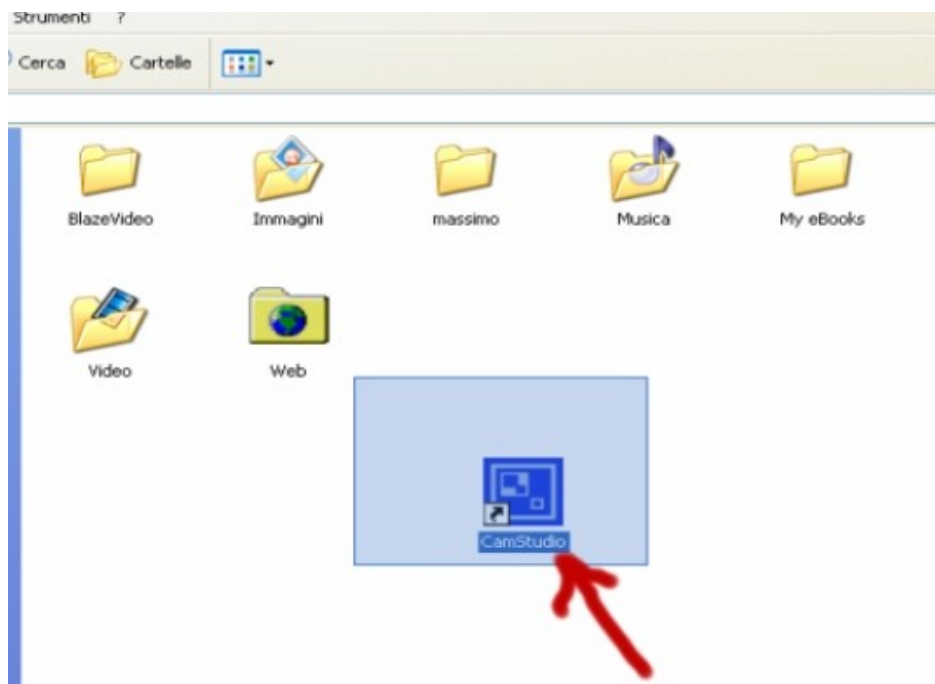 Strumenti ?
Cerca Cartelle
BlazeVideo Immagini massimo Musica My eBooks
Video Web
CamStudio